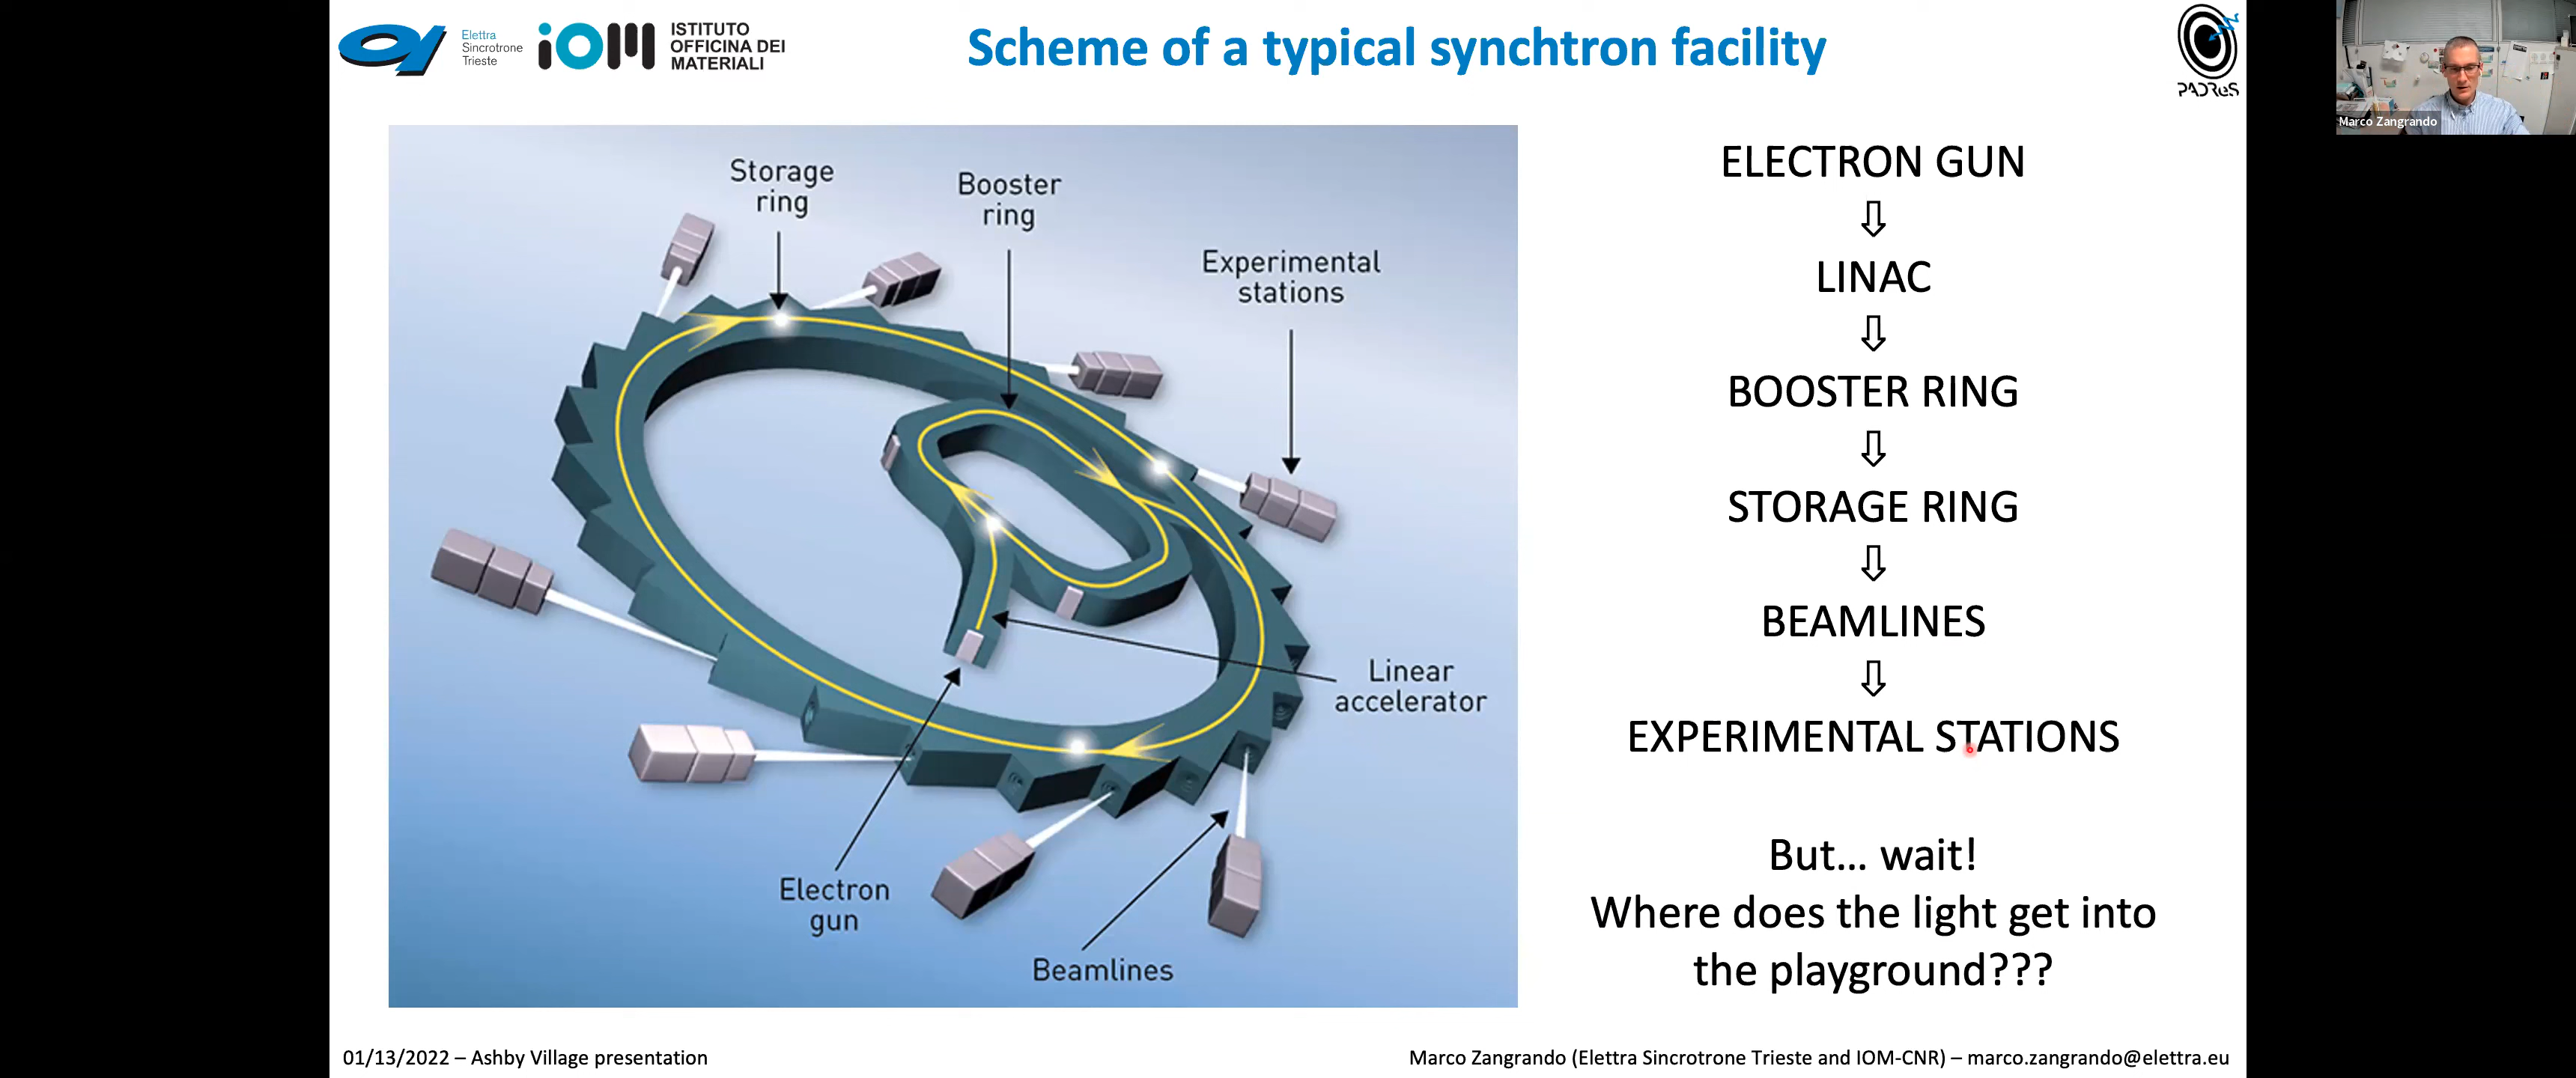 Elettra
Sincrotrone
Trieste
iOM
ISTITUTO
OFFICINA DEI
MATERIALI
Scheme of a typical synchtron facility
PADReS
Marco Zangrando
Storage
ring
Booster
ring
Experimental
stations
Linear
accelerator
Electron
gun
Beamlines
ELECTRON GUN
⇩
LINAC
⇩
BOOSTER RING
⇩
STORAGE RING
⇩
BEAMLINES
⇩
EXPERIMENTAL STATIONS
But... wait!
Where does the light get into
the playground???
01/13/2022 – Ashby Village presentation
Marco Zangrando (Elettra Sincrotrone Trieste and IOM-CNR) – marco.zangrando@elettra.eu